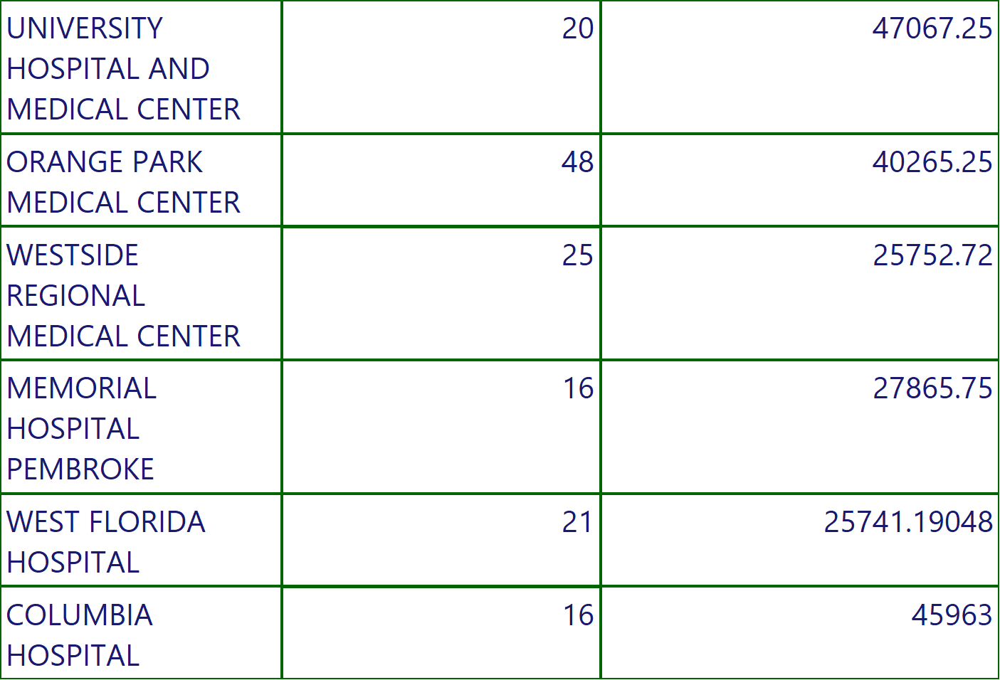 UNIVERSITY 20 47067.25
HOSPITAL AND
MEDICAL CENTER
ORANGE PARK 48 40265.25
MEDICAL CENTER
WESTSIDE 25 25752.72
REGIONAL
MEDICAL CENTER
MEMORIAL 16 27865.75
HOSPITAL
PEMBROKE
WEST FLORIDA 21 25741.19048
HOSPITAL
COLUMBIA 16 45963
HOSPITAL